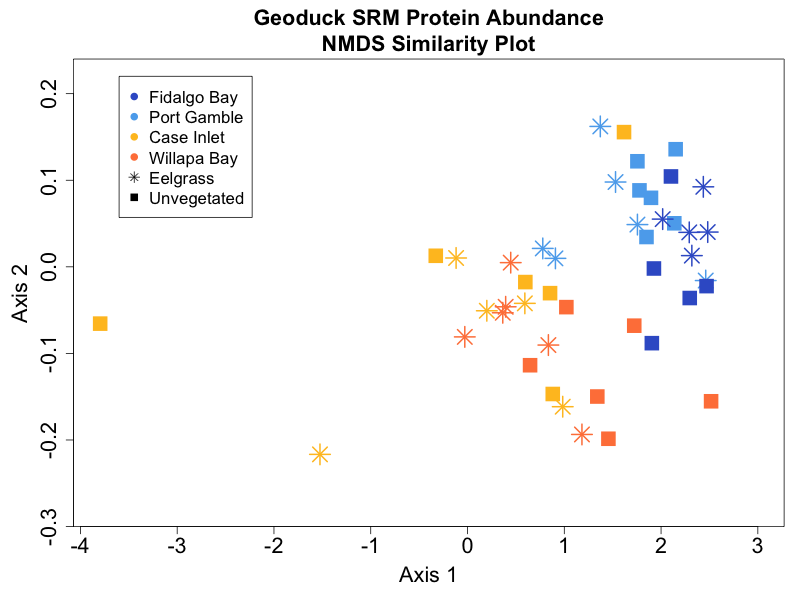 Geoduck SRM Protein Abundance
NMDS Similarity Plot
Fidalgo Bay
Port Gamble
Case Inlet
Willapa Bay
Eelgrass
Unvegetated
0.2
0.1
0.0
-0.1
-0.2
-0.3
Axis 2
-4 -3 -2 -1 0 1 2 3
Axis 1